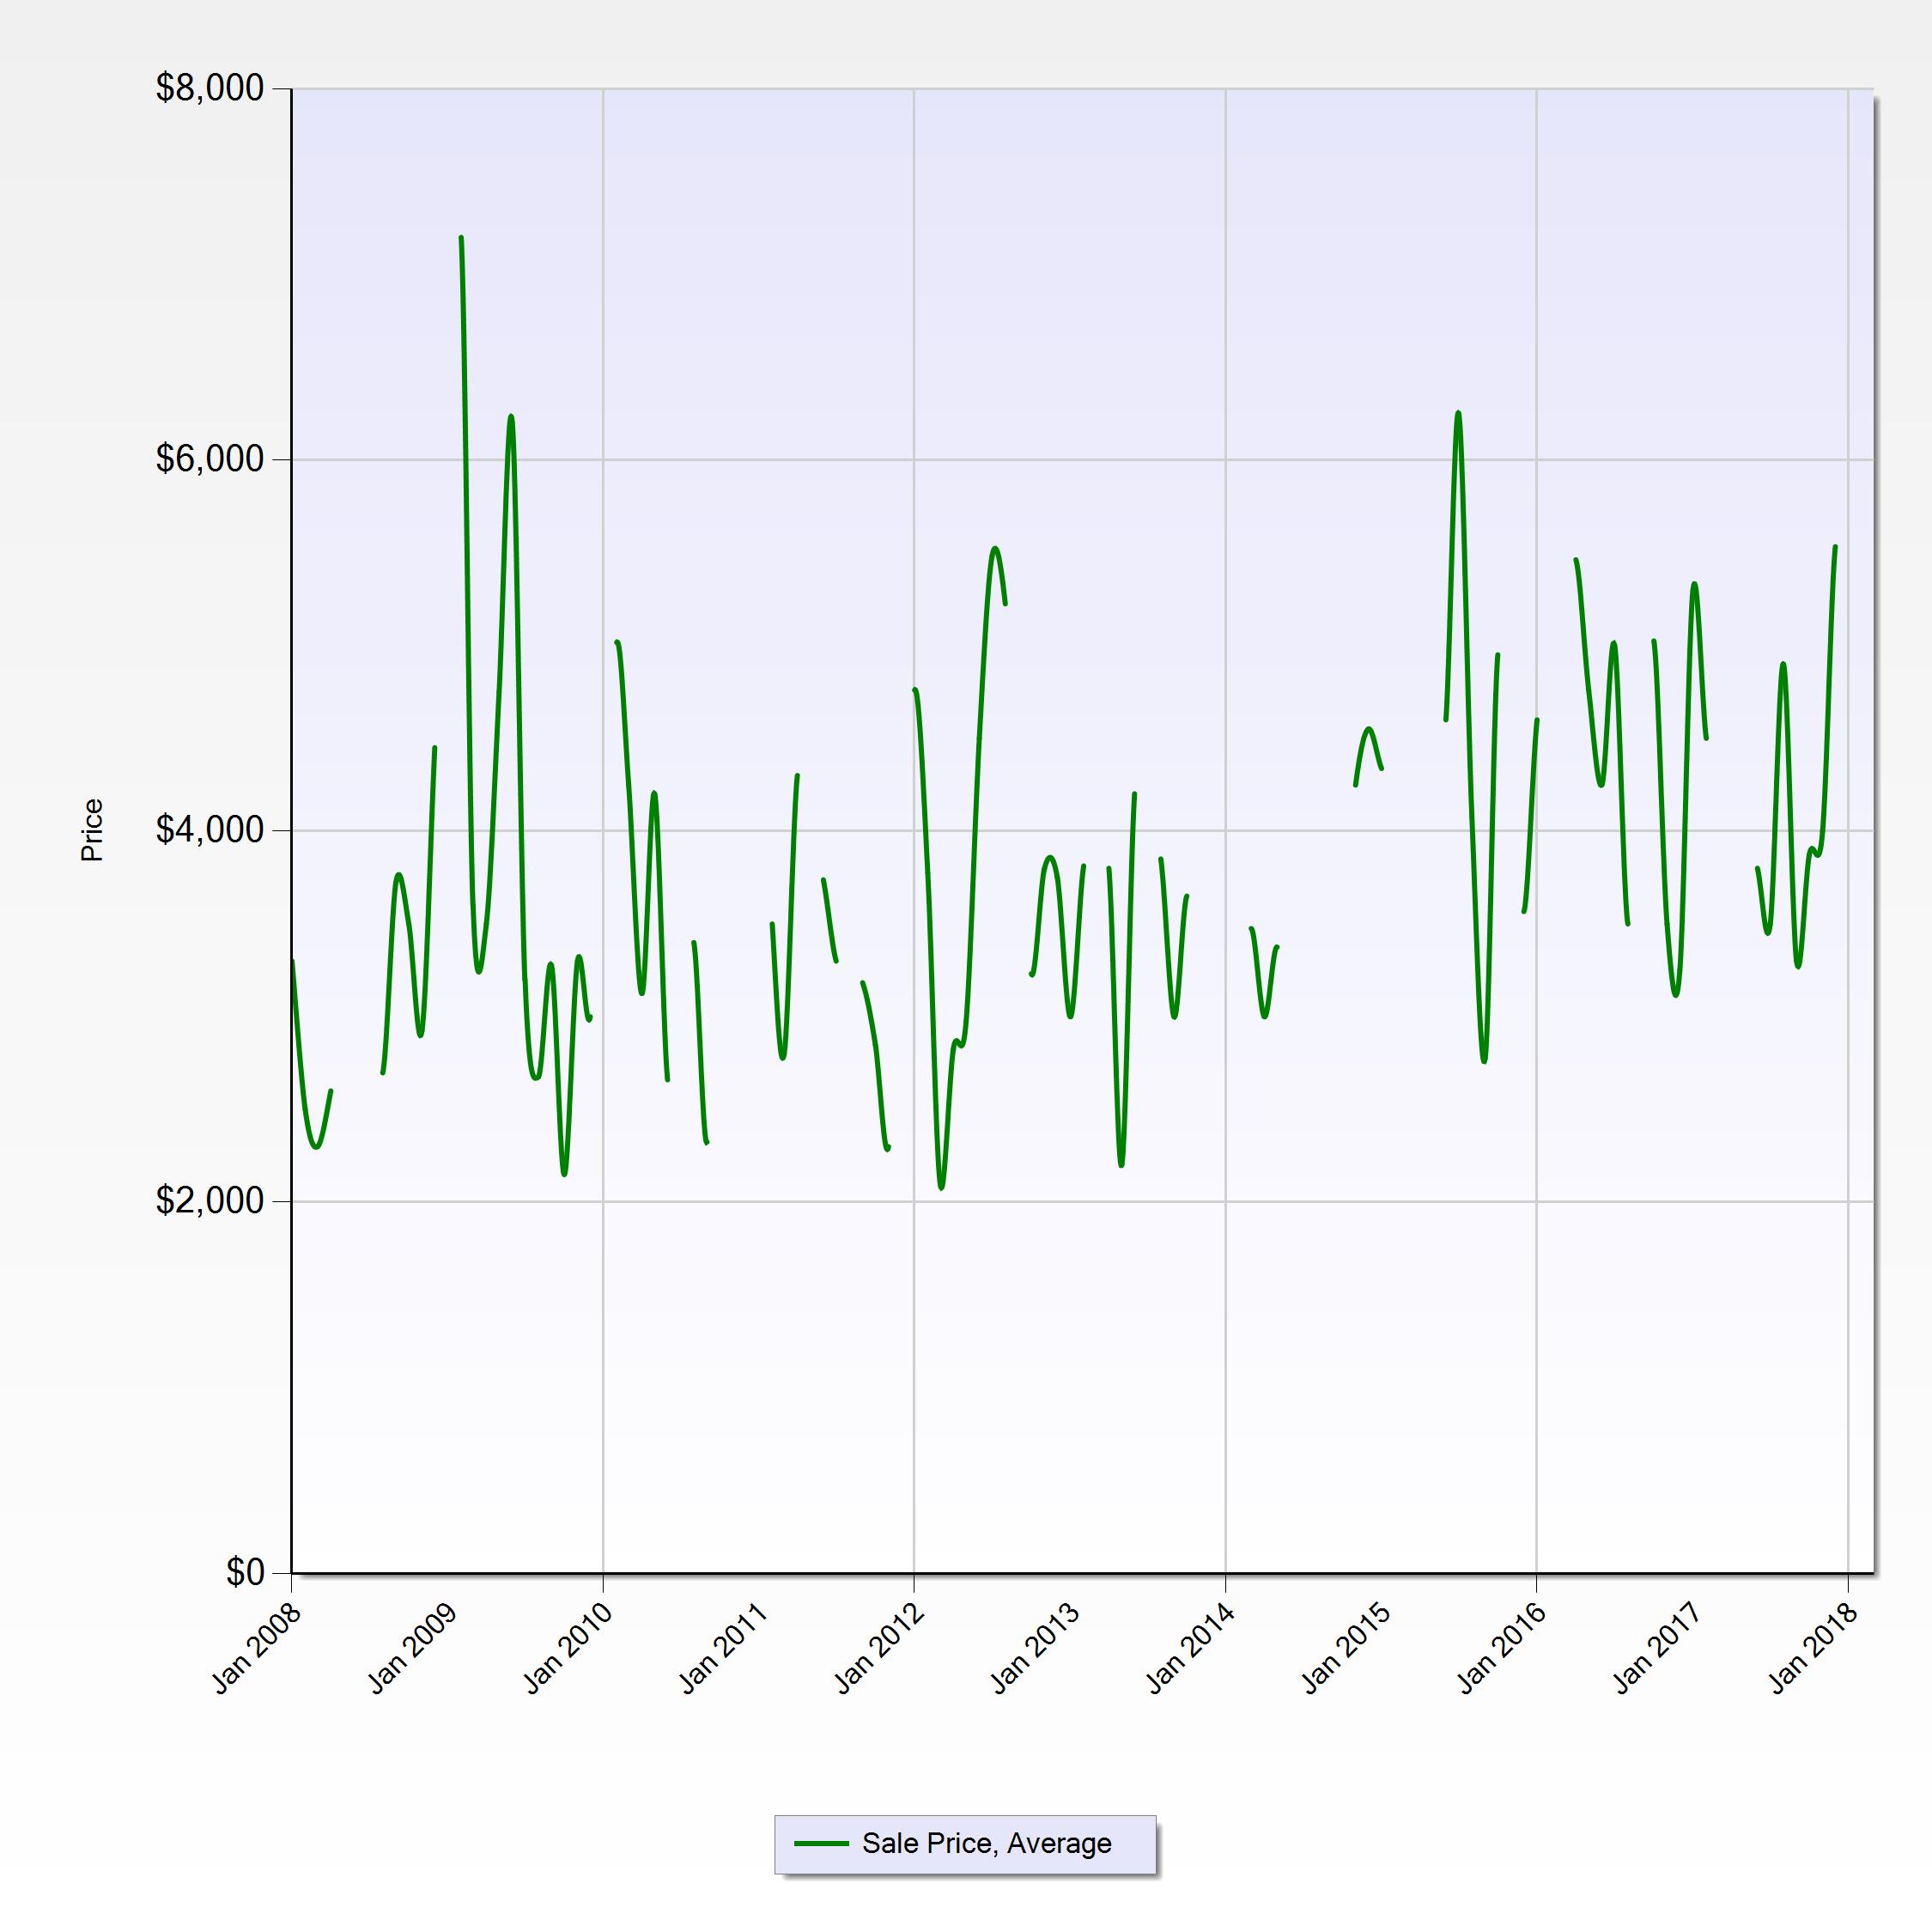 $8,000
$6,000
$4,000
$2,000
$0
Price
Jan 2008
Jan 2009
Jan 2010
Jan 2011
Jan 2012
Jan 2013
Jan 2014
Jan 2015
Jan 2016
Jan 2017
Jan 2018
Sale Price, Average